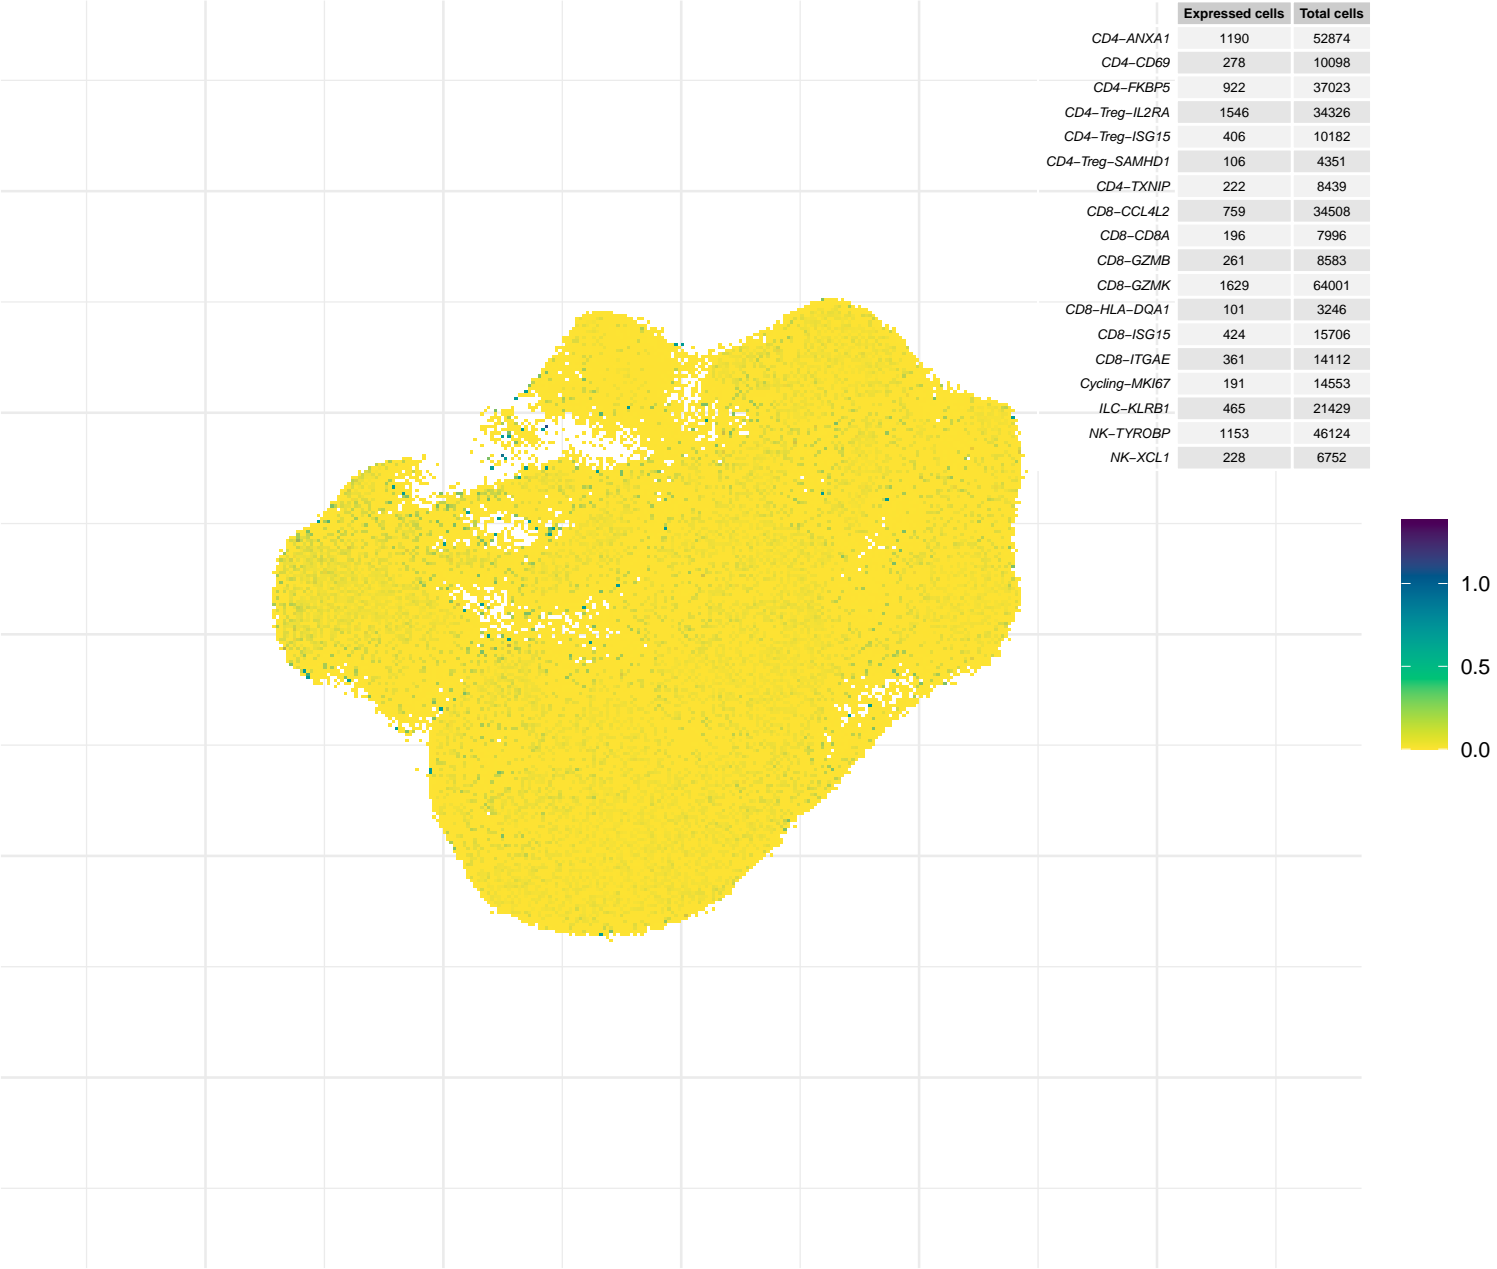 Expressed cells Total cells
CD4−ANXA1 1190 52874
CD4−CD69 278 10098
CD4−FKBP5 922 37023
CD4−Treg−IL2RA 1546 34326
CD4−Treg−ISG15 406 10182
CD4−Treg−SAMHD1 106 4351
CD4−TXNIP 222 8439
CD8−CCL4L2 759 34508
CD8−CD8A 196 7996
CD8−GZMB 261 8583
CD8−GZMK 1629 64001
CD8−HLA−DQA1 101 3246
CD8−ISG15 424 15706
CD8−ITGAE 361 14112
Cycling−MKI67 191 14553
ILC−KLRB1 465 21429
NK−TYROBP 1153 46124
NK−XCL1 228 6752
1.0
0.5
0.0